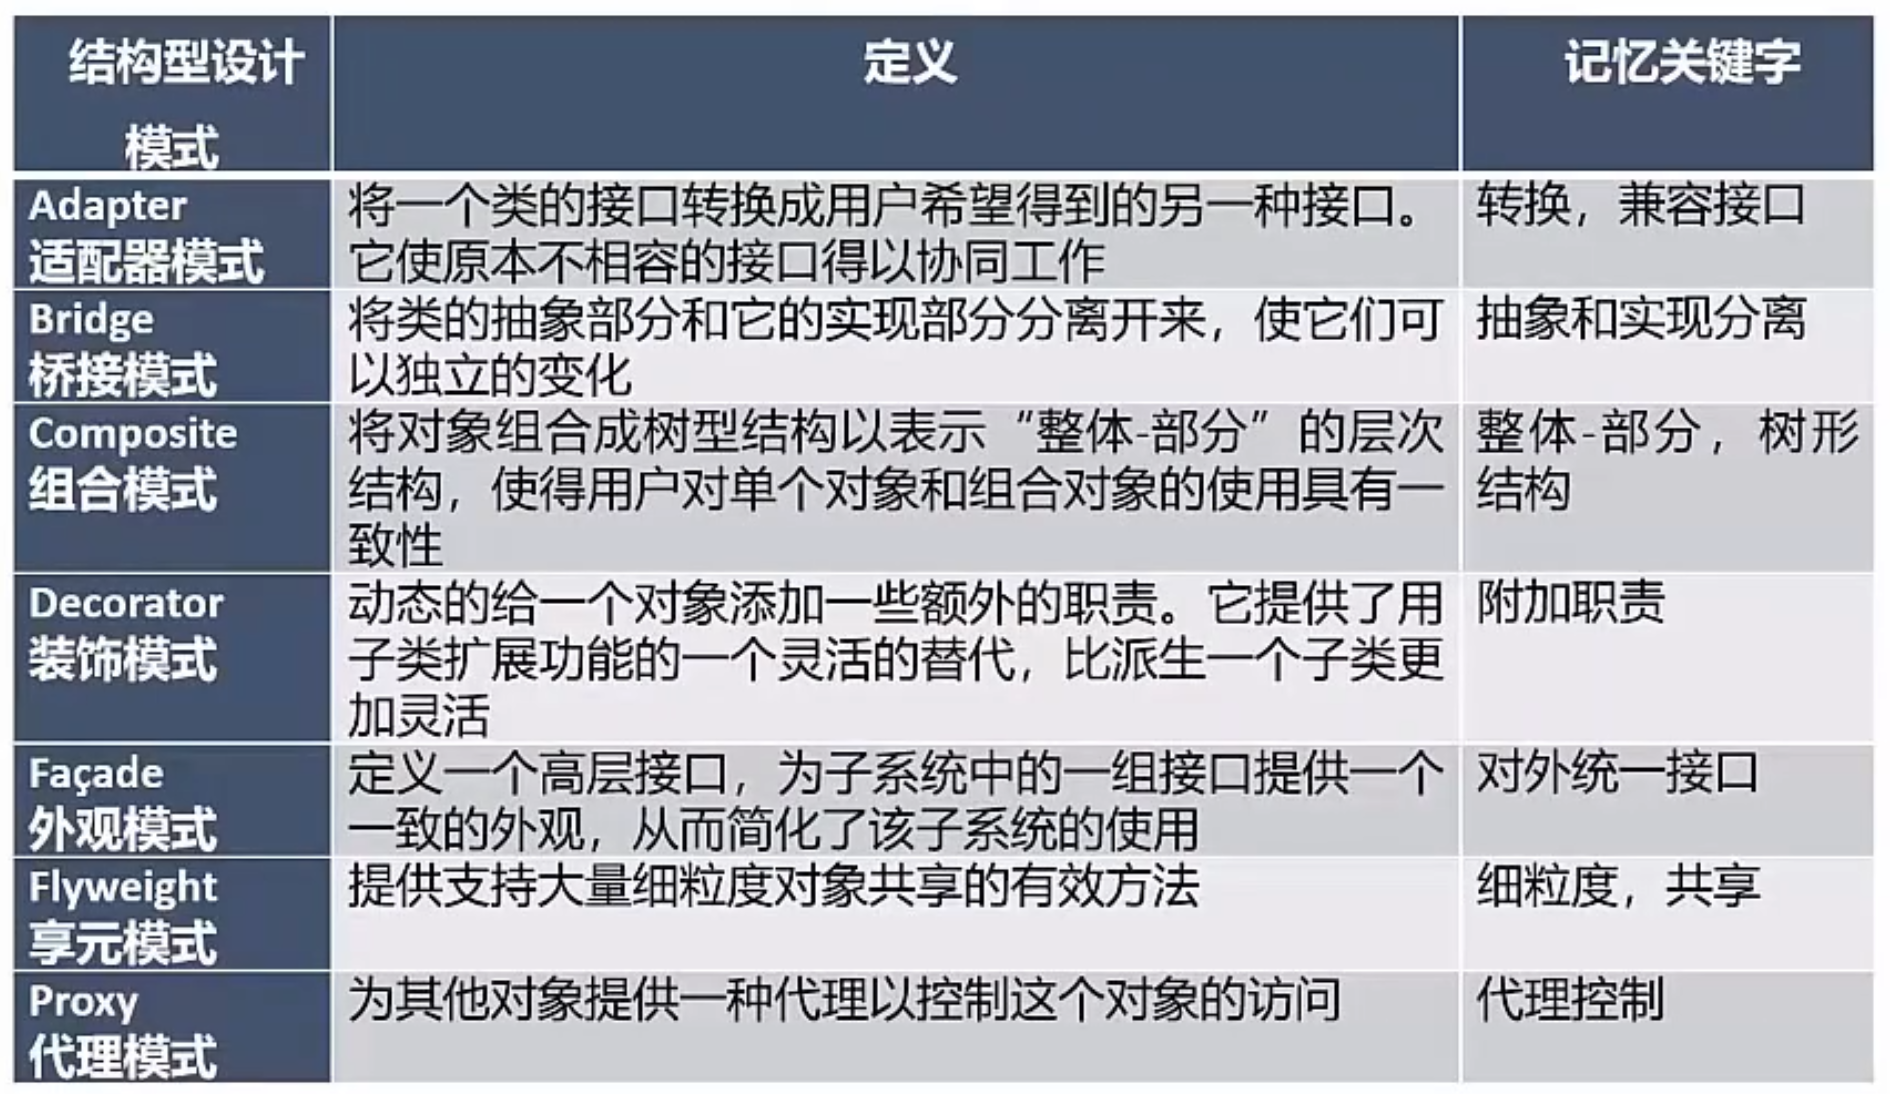 结构型设计
模式
定义
记忆关键字
Adapter
适配器模式
将一个类的接口转换成用户希望得到的另一种接口。
它使原本不相容的接口得以协同工作
转换，兼容接口
Bridge
桥接模式
将类的抽象部分和它的实现部分分离开来，使它们可
以独立的变化
抽象和实现分离
Composite
组合模式
将对象组合成树型结构以表示“整体-部分”的层次
结构，使得用户对单个对象和组合对象的使用具有一
致性
整体-部分，树形
结构
Decorator
装饰模式
动态的给一个对象添加一些额外的职责。它提供了用
子类扩展功能的一个灵活的替代，比派生一个子类更
加灵活
附加职责
Façade
外观模式
定义一个高层接口，为子系统中的一组接口提供一个
一致的外观，从而简化了该子系统的使用
对外统一接口
Flyweight
享元模式
提供支持大量细粒度对象共享的有效方法
细粒度，共享
Proxy
代理模式
为其他对象提供一种代理以控制这个对象的访问
代理控制